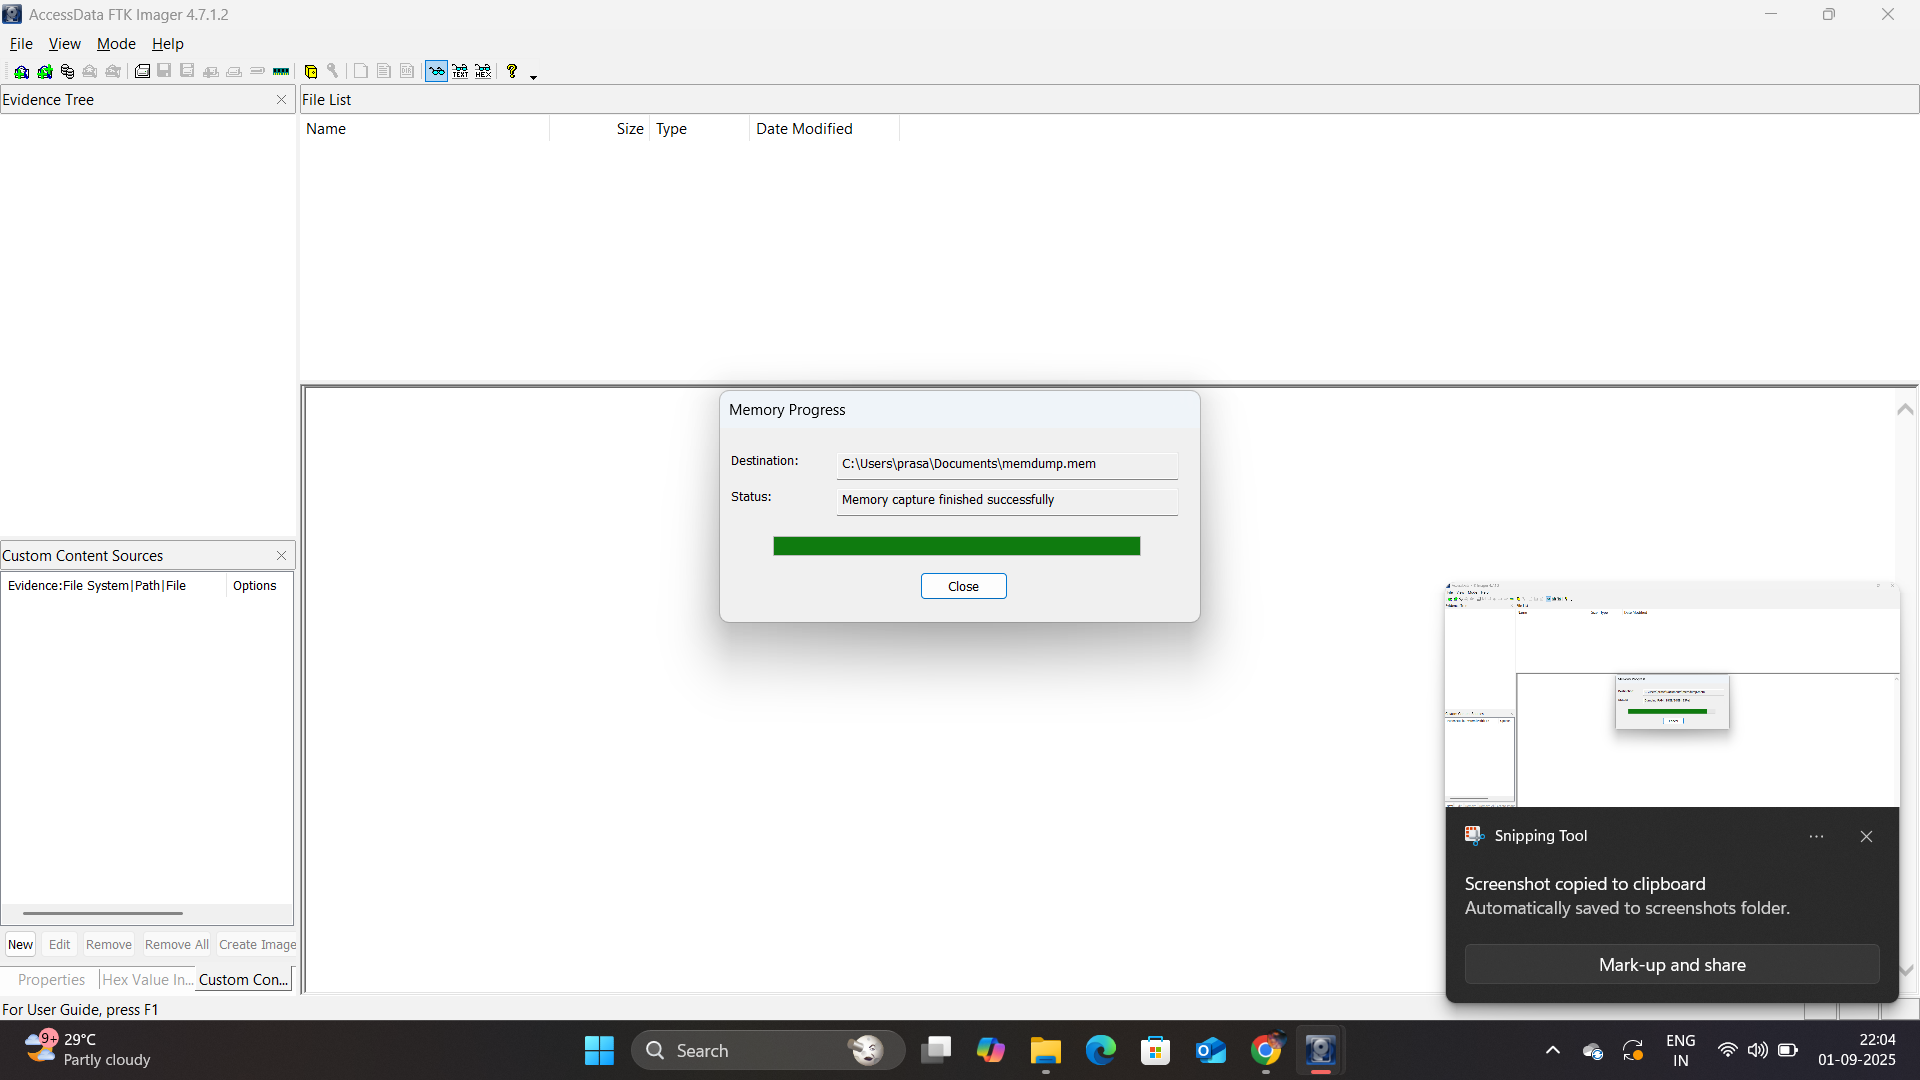 AccessData FTK Imager 4.7.1.2
File View Mode Help
Evidence Tree
File List
Name Size Type Date Modified
Memory Progress
Destination: C:\Users\prasa\Documents\memdump.mem
Status: Memory capture finished successfully
Close
Custom Content Sources
Evidence:File System|Path|File Options
New Edit Remove Remove All Create Image
Properties Hex Value In... Custom Con...
For User Guide, press F1
Snipping Tool
Screenshot copied to clipboard
Automatically saved to screenshots folder.
Mark-up and share
9+
29°C
Partly cloudy
Search
ENG
IN
22:04
01-09-2025